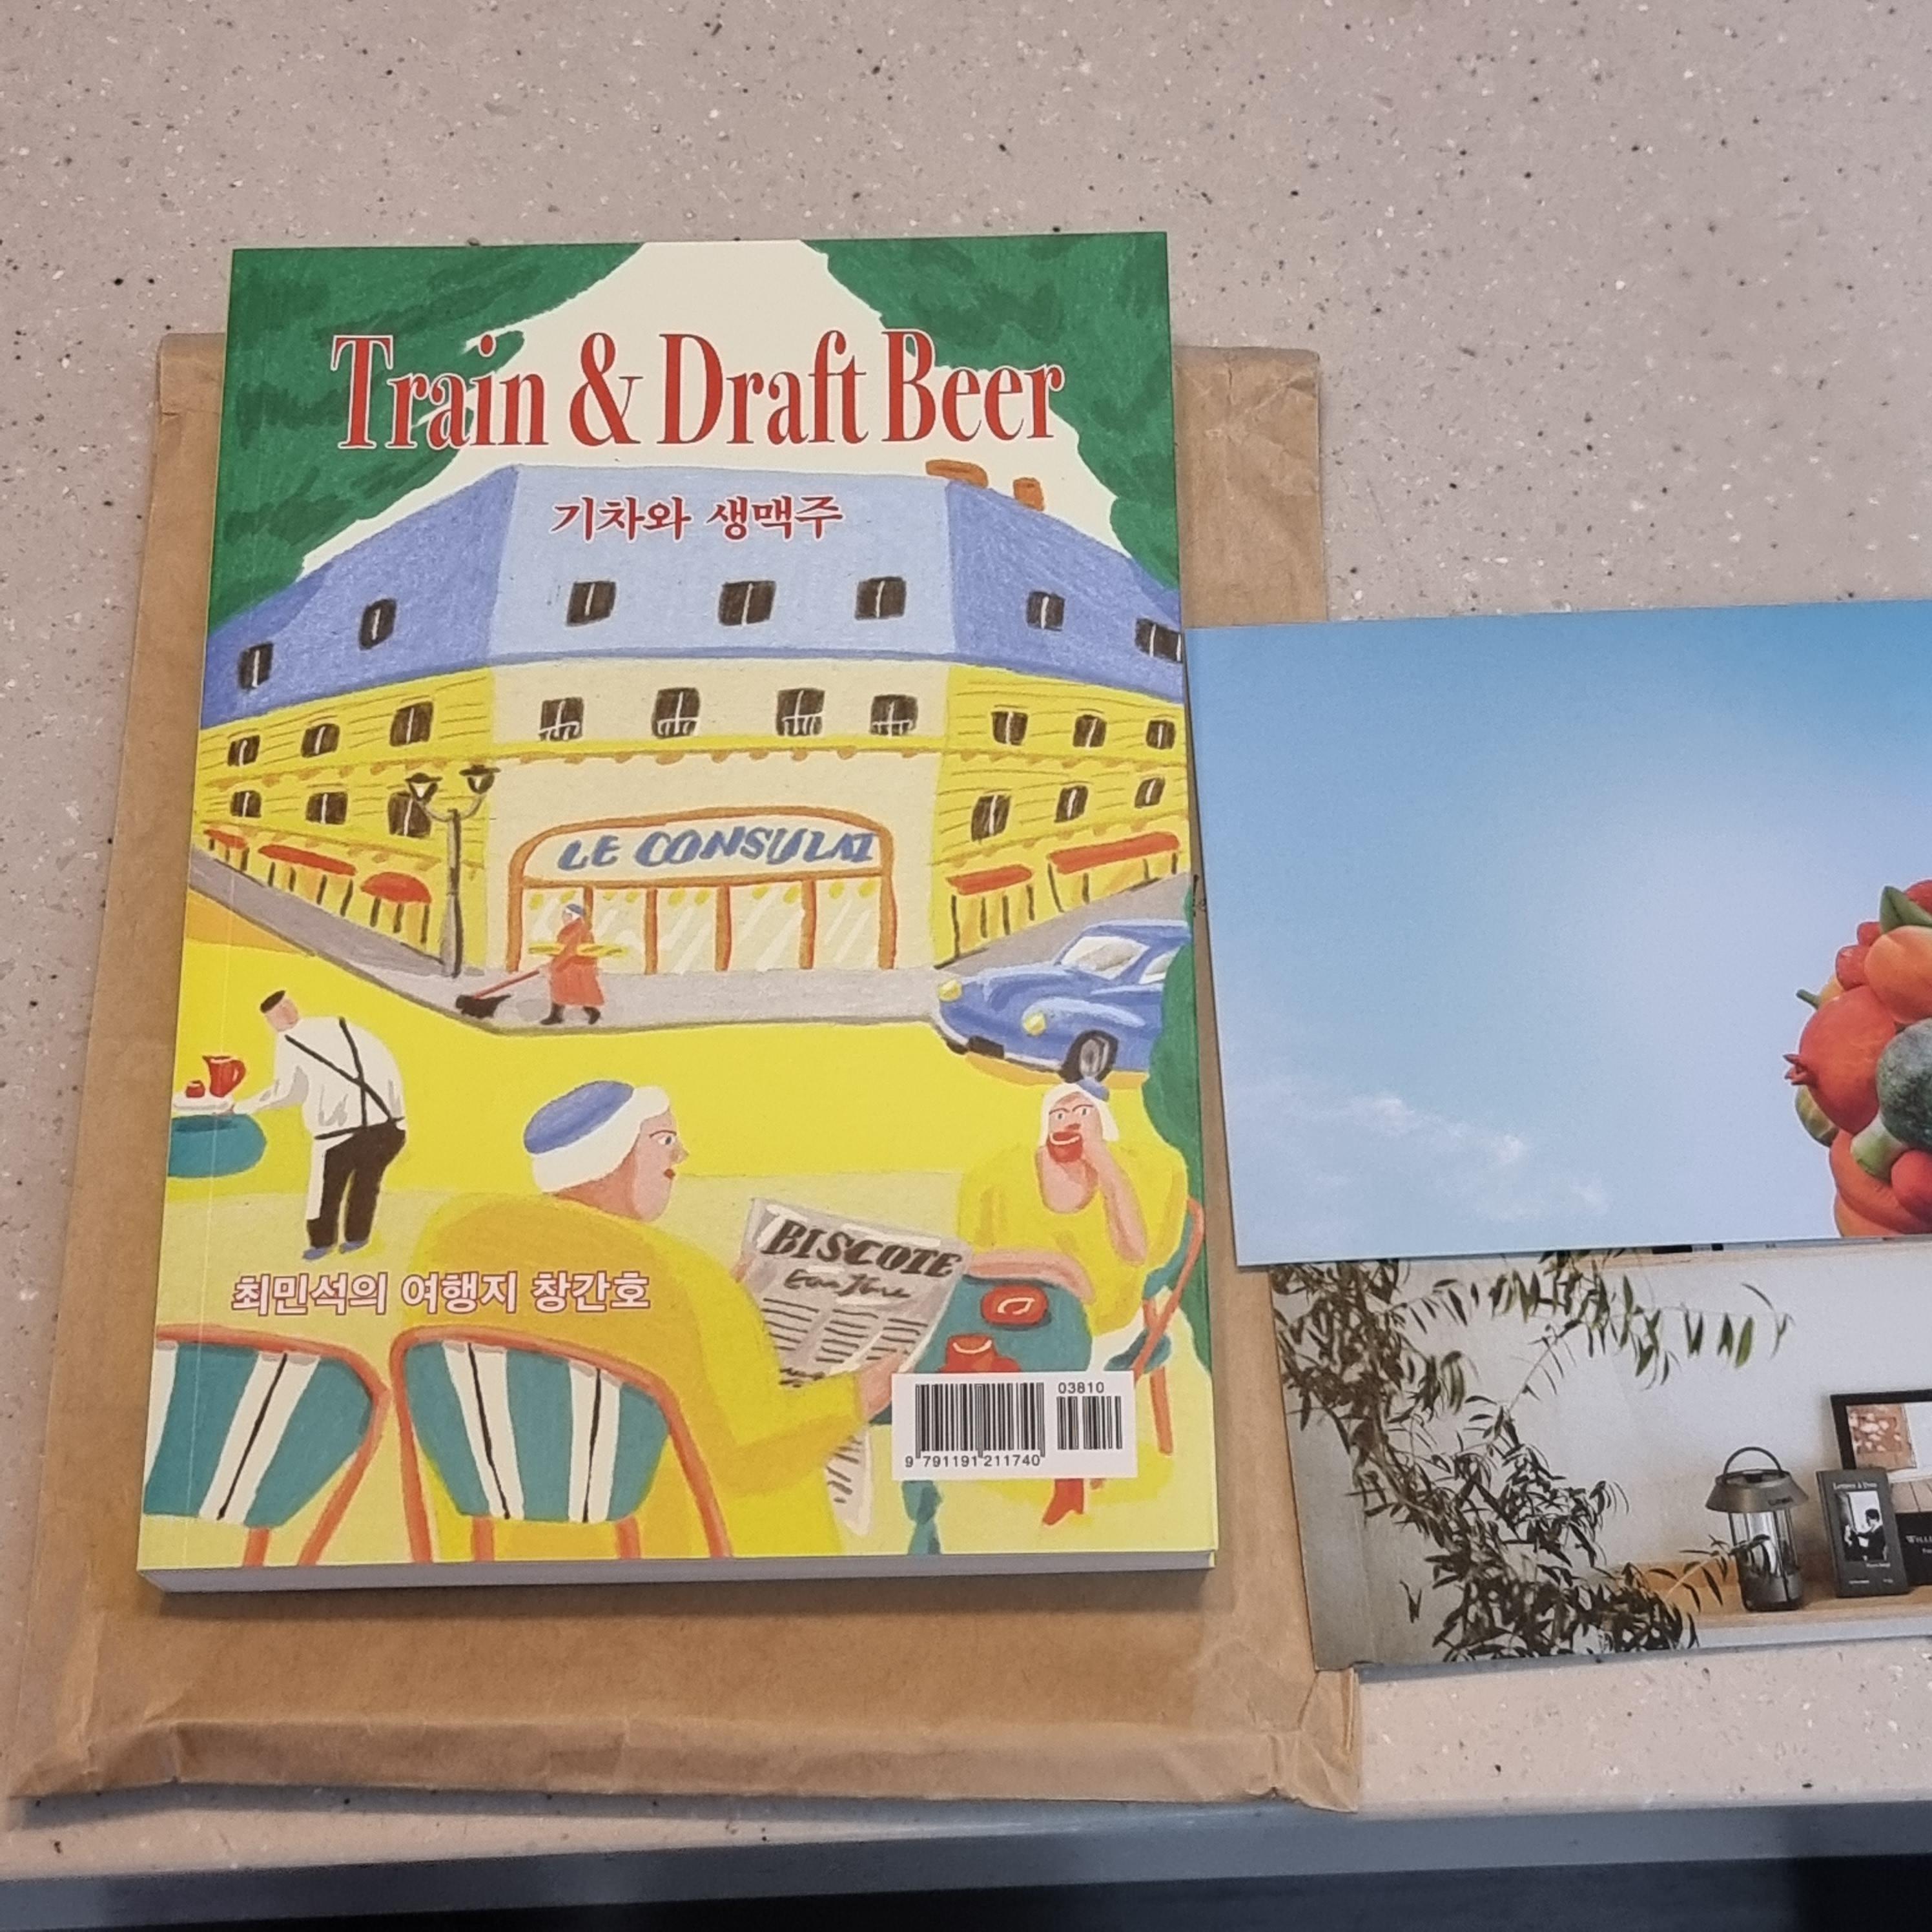 Train & Draft Beer
기차와 생맥주
LE CONSULAT
BISCOTE
최민석의 여행지 창간호
03810
9 791191 211740